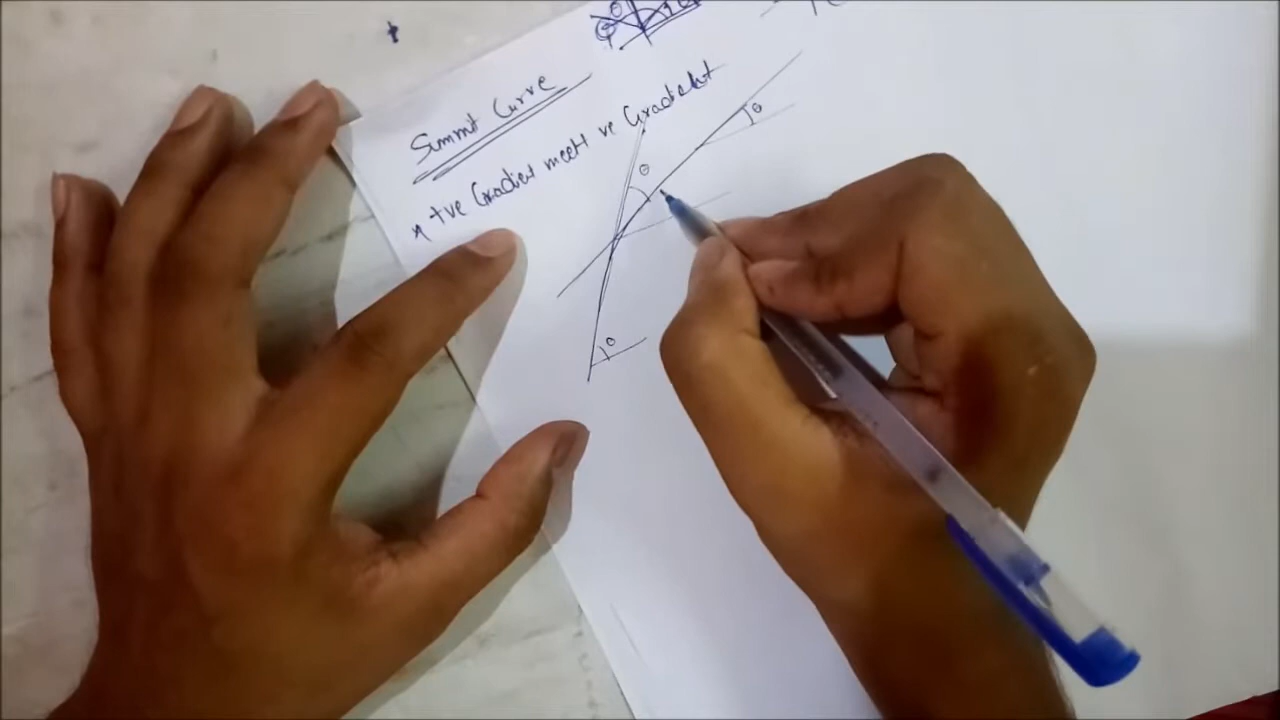 Summit Curve
+ve Gradient meet ve Gradient
θ
θ
θ